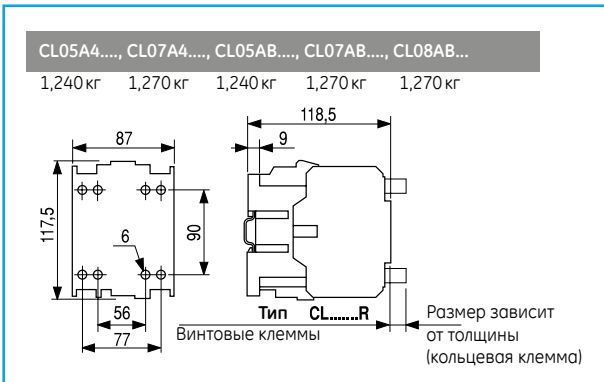 CL05A4...., CL07A4...., CL05AB...., CL07AB...., CL08AB...
1,240 кг 1,270 кг 1,240 кг 1,270 кг 1,270 кг
118,5
87
9
117,5
6
90
56
77
Тип CL.......R
Винтовые клеммы
Размер зависит
от толщины
(кольцевая клемма)